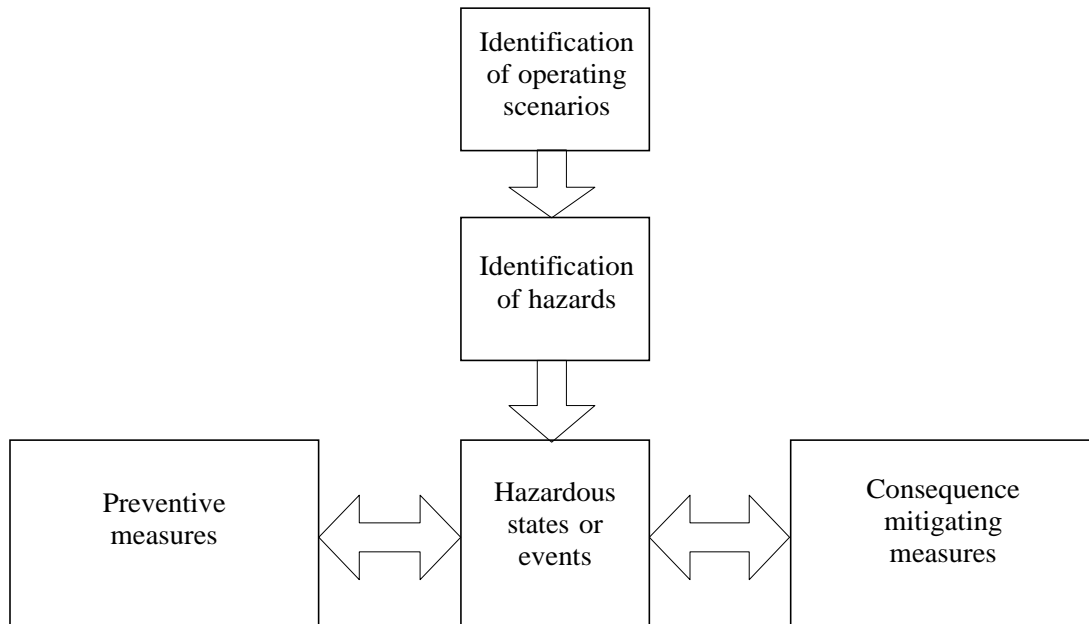 Identification
of operating
scenarios
Identification
of hazards
Preventive
measures
Hazardous
states or
events
Consequence
mitigating
measures